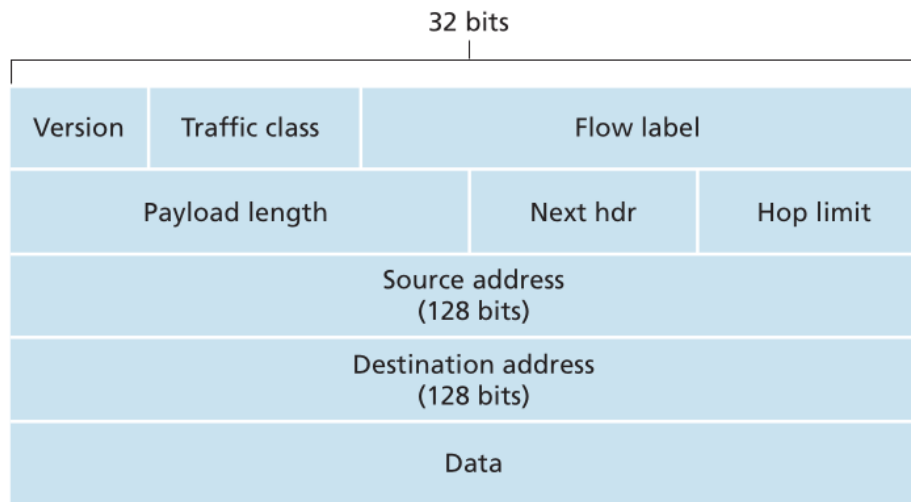 32 bits
Version Traffic class Flow label
Payload length Next hdr Hop limit
Source address
(128 bits)
Destination address
(128 bits)
Data